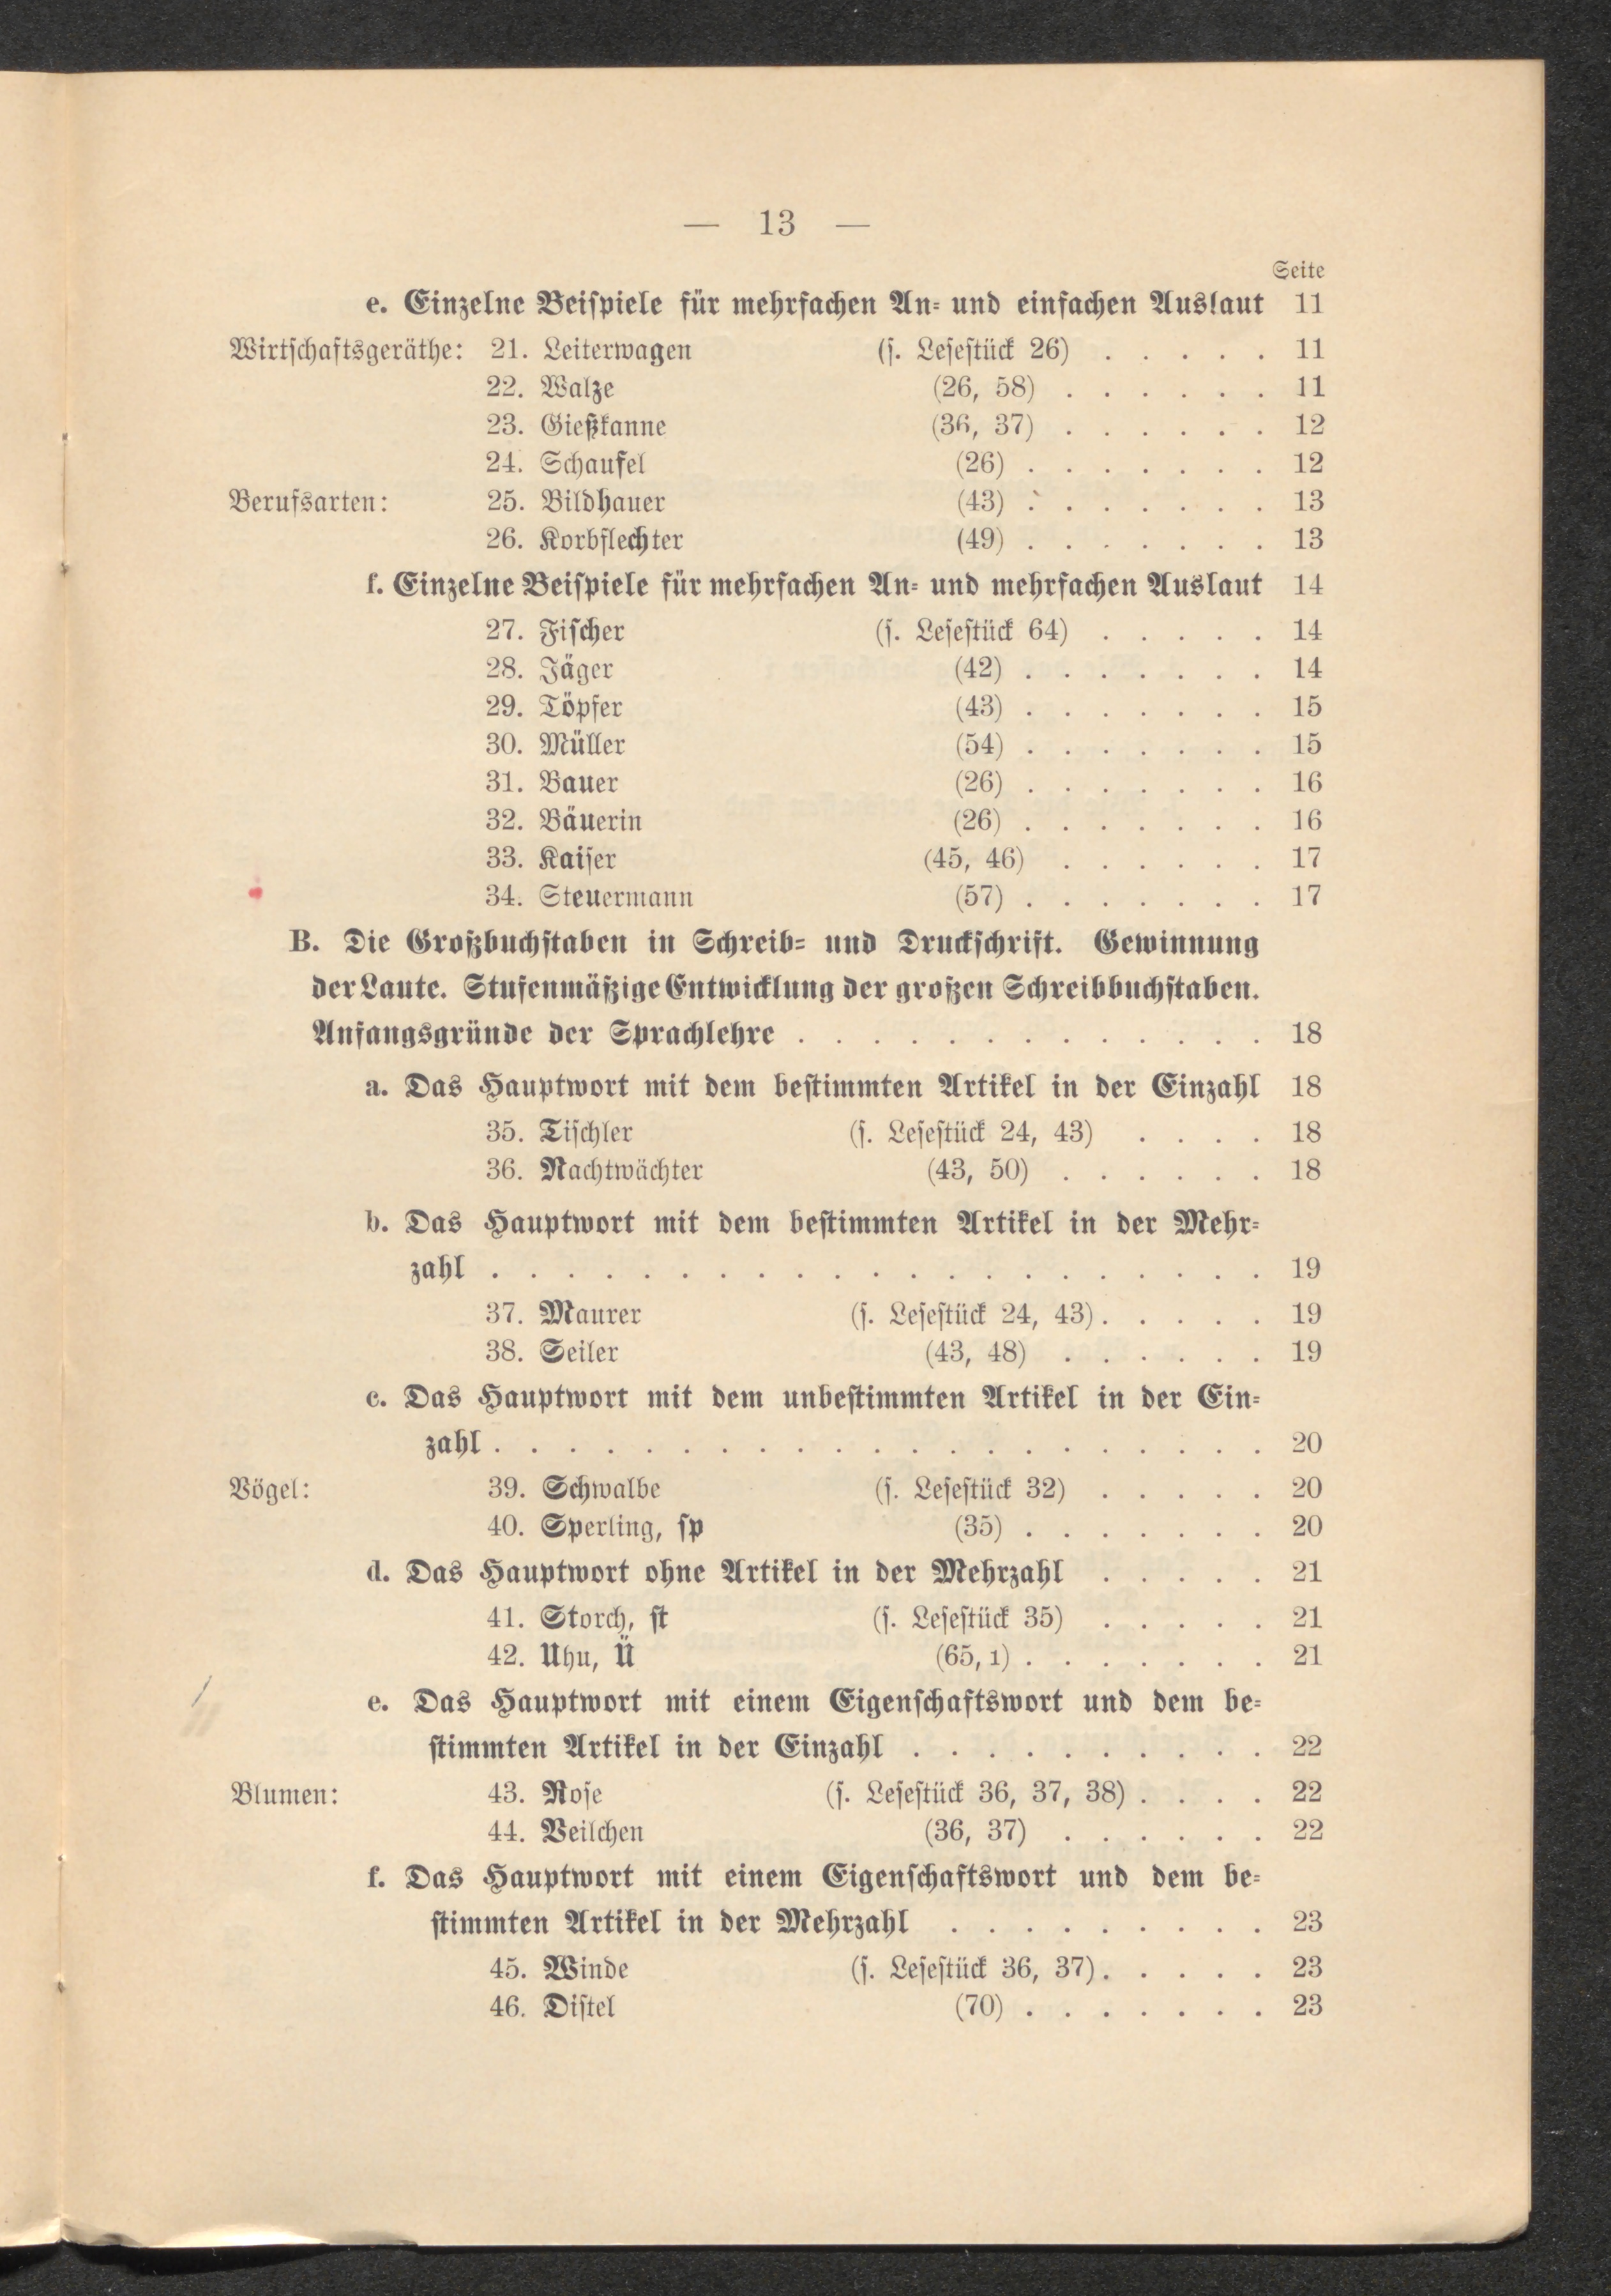 — 13 —
Seite
e. Einzelne Beispiele für mehrfachen An- und einfachen Auslaut 11
Wirtschaftsgeräthe: 21. Leiterwagen (s. Lesestück 26) . . . . . 11
22. Walze (26, 58) . . . . . . 11
23. Gießkanne (36, 37) . . . . . . 12
24. Schaufel (26) . . . . . . . 12
Berufsarten: 25. Bildhauer (43) . . . . . . . 13
26. Korbflechter (49) . . . . . . . 13
f. Einzelne Beispiele für mehrfachen An- und mehrfachen Auslaut 14
27. Fischer (s. Lesestück 64) . . . . . 14
28. Jäger (42) . . . . . . . 14
29. Töpfer (43) . . . . . . . 15
30. Müller (54) . . . . . . . 15
31. Bauer (26) . . . . . . . 16
32. Bäuerin (26) . . . . . . . 16
33. Kaiser (45, 46) . . . . . . 17
34. Steuermann (57) . . . . . . . 17
B. Die Großbuchstaben in Schreib- und Druckschrift. Gewinnung
der Laute. Stufenmäßige Entwicklung der großen Schreibbuchstaben.
Anfangsgründe der Sprachlehre . . . . . . . . . . . . . 18
a. Das Hauptwort mit dem bestimmten Artikel in der Einzahl 18
35. Tischler (s. Lesestück 24, 43) . . . . 18
36. Nachtwächter (43, 50) . . . . . . 18
b. Das Hauptwort mit dem bestimmten Artikel in der Mehr-
zahl . . . . . . . . . . . . . . . . . . . . . 19
37. Maurer (s. Lesestück 24, 43) . . . . . 19
38. Seiler (43, 48) . . . . . . 19
c. Das Hauptwort mit dem unbestimmten Artikel in der Ein-
zahl . . . . . . . . . . . . . . . . . . . . . 20
Vögel: 39. Schwalbe (s. Lesestück 32) . . . . . 20
40. Sperling, sp (35) . . . . . . . 20
d. Das Hauptwort ohne Artikel in der Mehrzahl . . . . . 21
41. Storch, st (s. Lesestück 35) . . . . . 21
42. Uhu, Ü (65, 1) . . . . . . . 21
e. Das Hauptwort mit einem Eigenschaftswort und dem be-
stimmten Artikel in der Einzahl . . . . . . . . . . 22
Blumen: 43. Rose (s. Lesestück 36, 37, 38) . . . . 22
44. Veilchen (36, 37) . . . . . . 22
f. Das Hauptwort mit einem Eigenschaftswort und dem be-
stimmten Artikel in der Mehrzahl . . . . . . . . . 23
45. Winde (s. Lesestück 36, 37) . . . . . 23
46. Distel (70) . . . . . . . 23